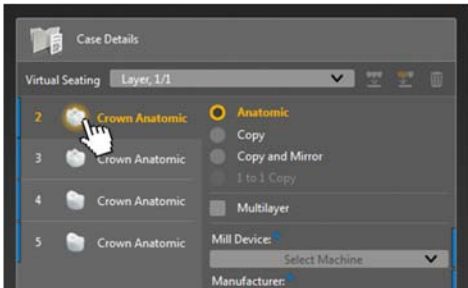 Case Details
Virtual Seating Layer, 1/1
2 Crown Anatomic
3 Crown Anatomic
4 Crown Anatomic
5 Crown Anatomic
Anatomic
Copy
Copy and Mirror
1 to 1 Copy
Multilayer
Mill Device:
Select Machine
Manufacturer: